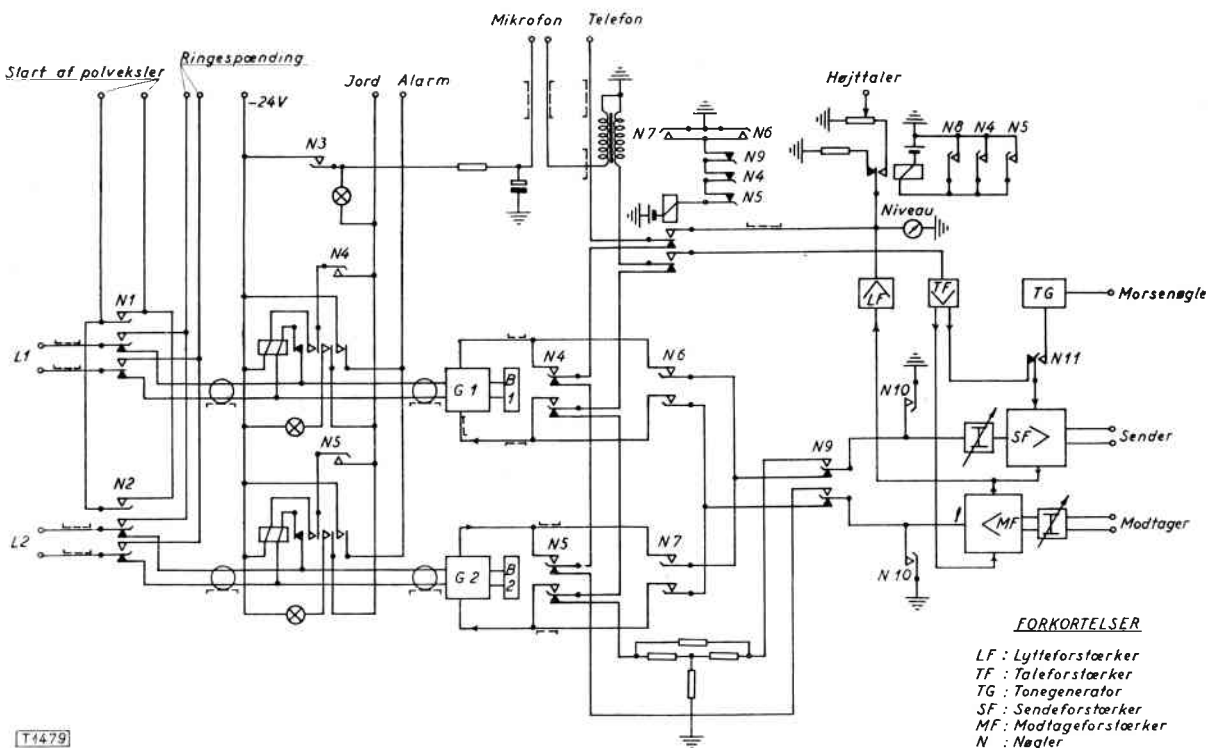 Mikrofon
Telefon
Ringespænding
Start af polveksler
Jord
Alarm
-24V
Højttaler
N8 N4 N5
N7
N6
N9
N4
N5
N3
Niveau
N4
LF
TF
TG
Morsenøgle
N1
L1
N11
N4
N6
G1
B
1
N10
SF
Sender
N5
N9
N2
MF
Modtager
L2
N5
N7
G2
B
2
N10
FORKORTELSER
LF : Lytteforstærker
TF : Taleforstærker
TG : Tonegenerator
SF : Sendeforstærker
MF : Modtageforstærker
N : Nøgler
T1479